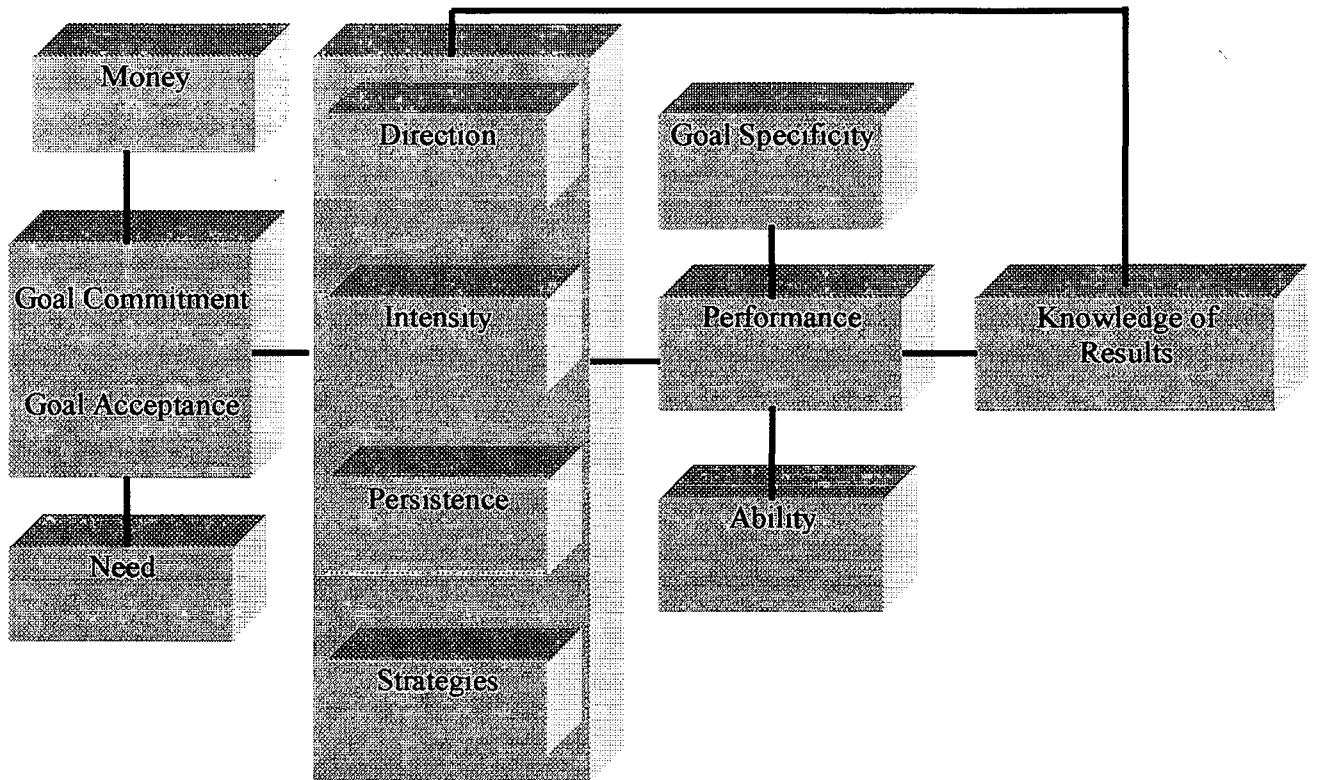 Money
Goal Commitment
Goal Acceptance
Need
Direction
Intensity
Persistence
Strategies
Goal Specificity
Performance
Ability
Knowledge of
Results